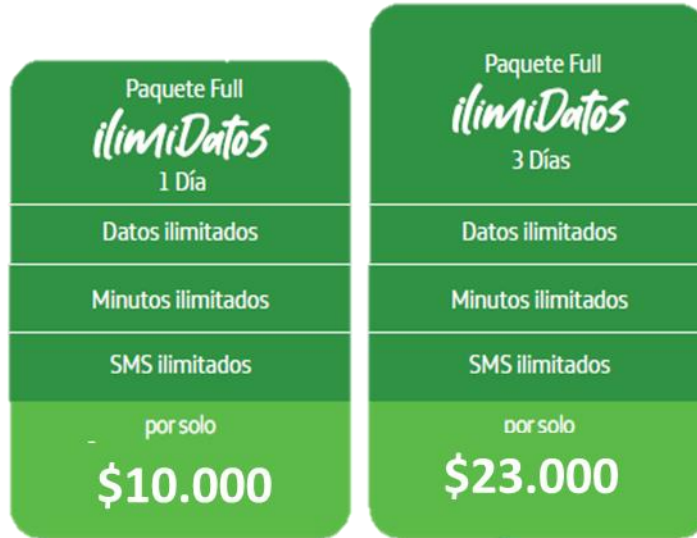 Paquete Full
ilimiDatos
1 Día
Datos ilimitados
Minutos ilimitados
SMS ilimitados
por solo
$10.000
Paquete Full
ilimiDatos
3 Días
Datos ilimitados
Minutos ilimitados
SMS ilimitados
por solo
$23.000